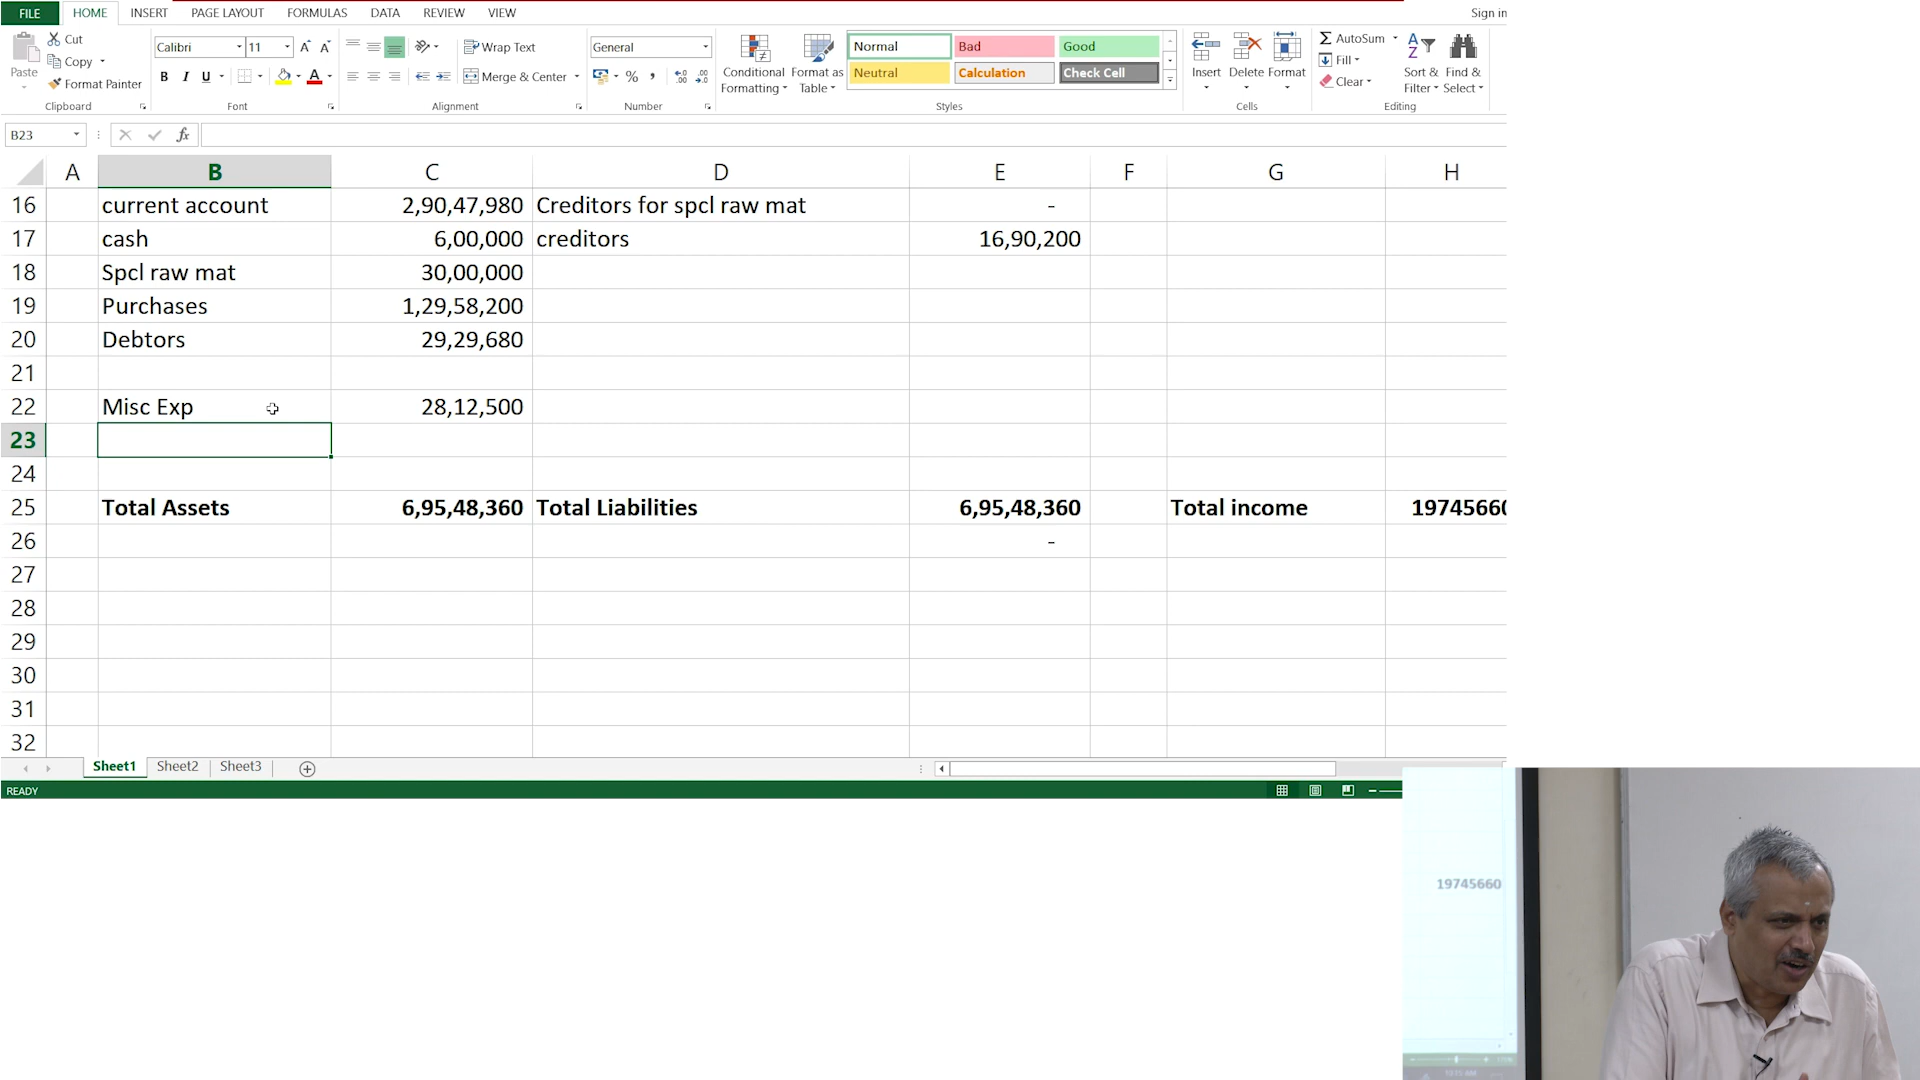 FILE HOME INSERT PAGE LAYOUT FORMULAS DATA REVIEW VIEW Sign in
Cut
Copy
Format Painter
Paste
Clipboard
Calibri 11
B I U
Font
Wrap Text
Merge & Center
Alignment
General
%
Number
Conditional Formatting
Format as Table
Normal Bad Good
Neutral Calculation Check Cell
Styles
Insert Delete Format
Cells
AutoSum
Fill
Clear
Sort & Filter
Find & Select
Editing
B23 fx
A B C D E F G H
16 current account 2,90,47,980 Creditors for spcl raw mat -
17 cash 6,00,000 creditors 16,90,200
18 Spcl raw mat 30,00,000
19 Purchases 1,29,58,200
20 Debtors 29,29,680
21
22 Misc Exp 28,12,500
23
24
25 Total Assets 6,95,48,360 Total Liabilities 6,95,48,360 Total income 19745660
26 -
27
28
29
30
31
32
Sheet1 Sheet2 Sheet3
READY
19745660